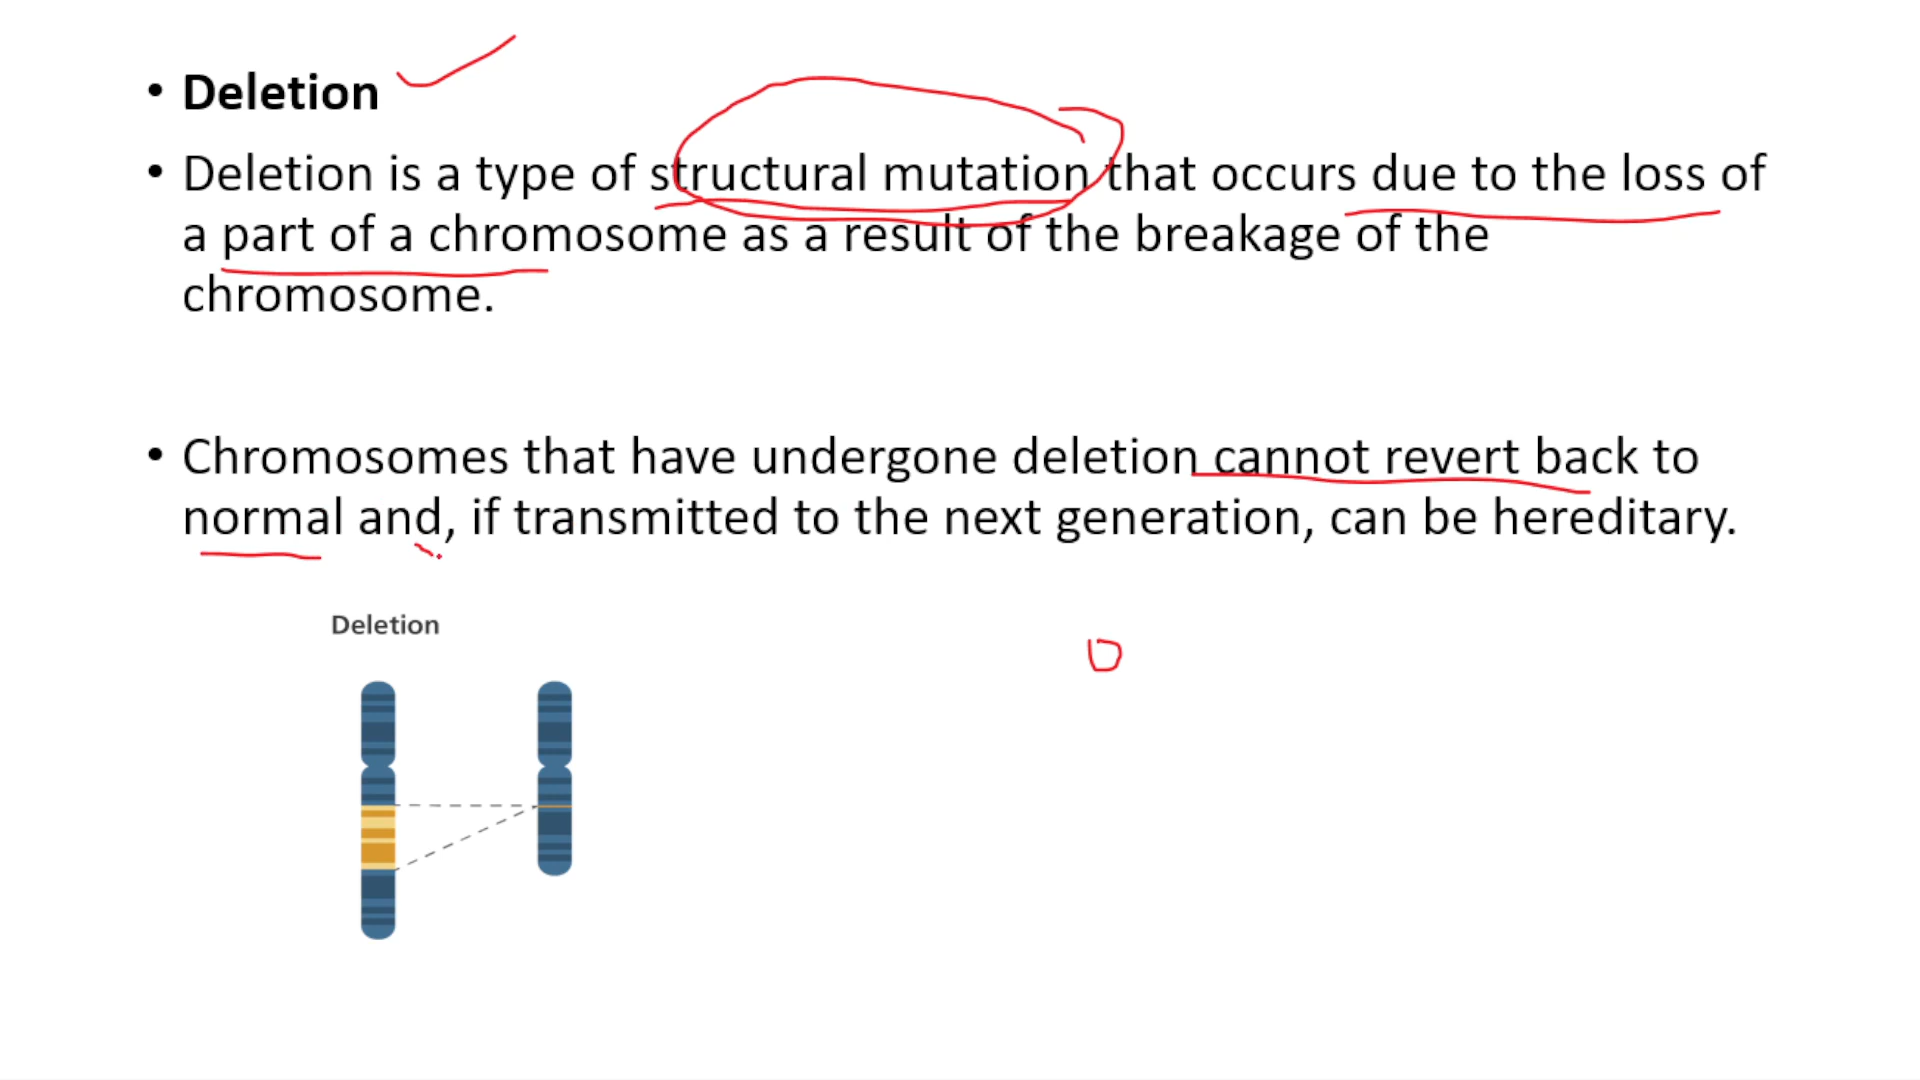 • Deletion
• Deletion is a type of structural mutation that occurs due to the loss of
a part of a chromosome as a result of the breakage of the
chromosome.
• Chromosomes that have undergone deletion cannot revert back to
normal and, if transmitted to the next generation, can be hereditary.
Deletion